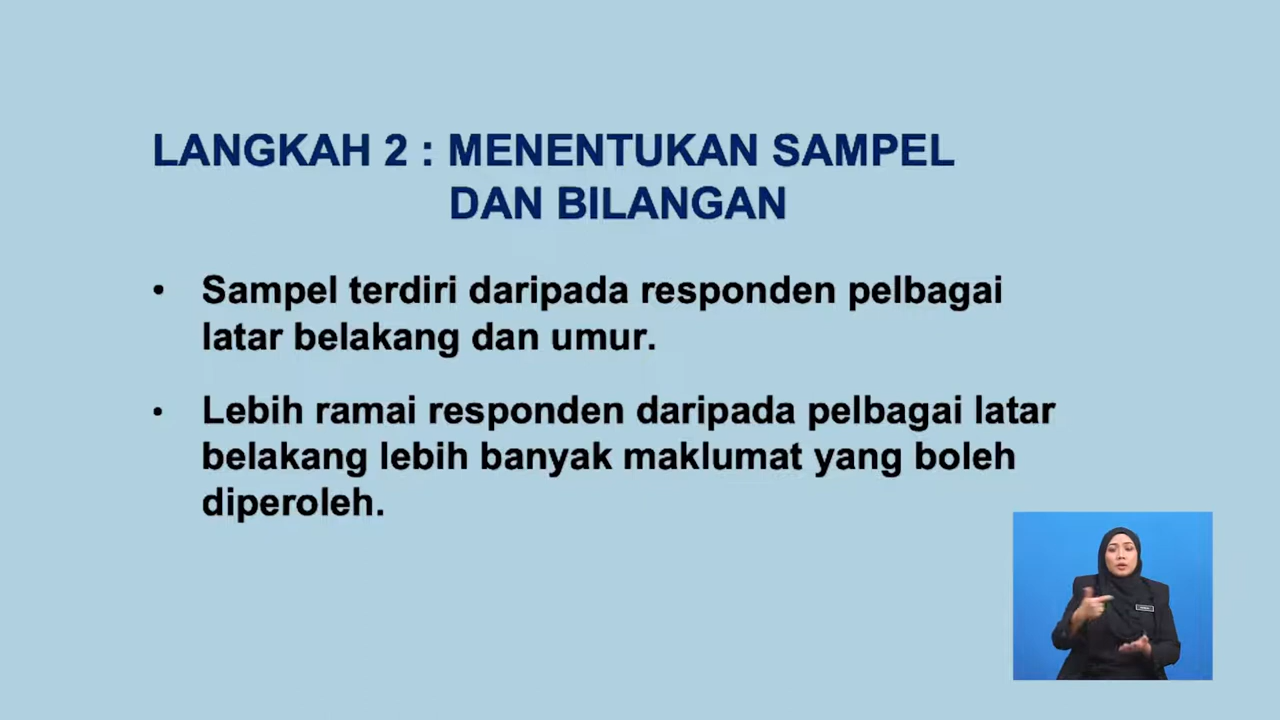 LANGKAH 2 : MENENTUKAN SAMPEL
DAN BILANGAN
• Sampel terdiri daripada responden pelbagai
latar belakang dan umur.
• Lebih ramai responden daripada pelbagai latar
belakang lebih banyak maklumat yang boleh
diperoleh.